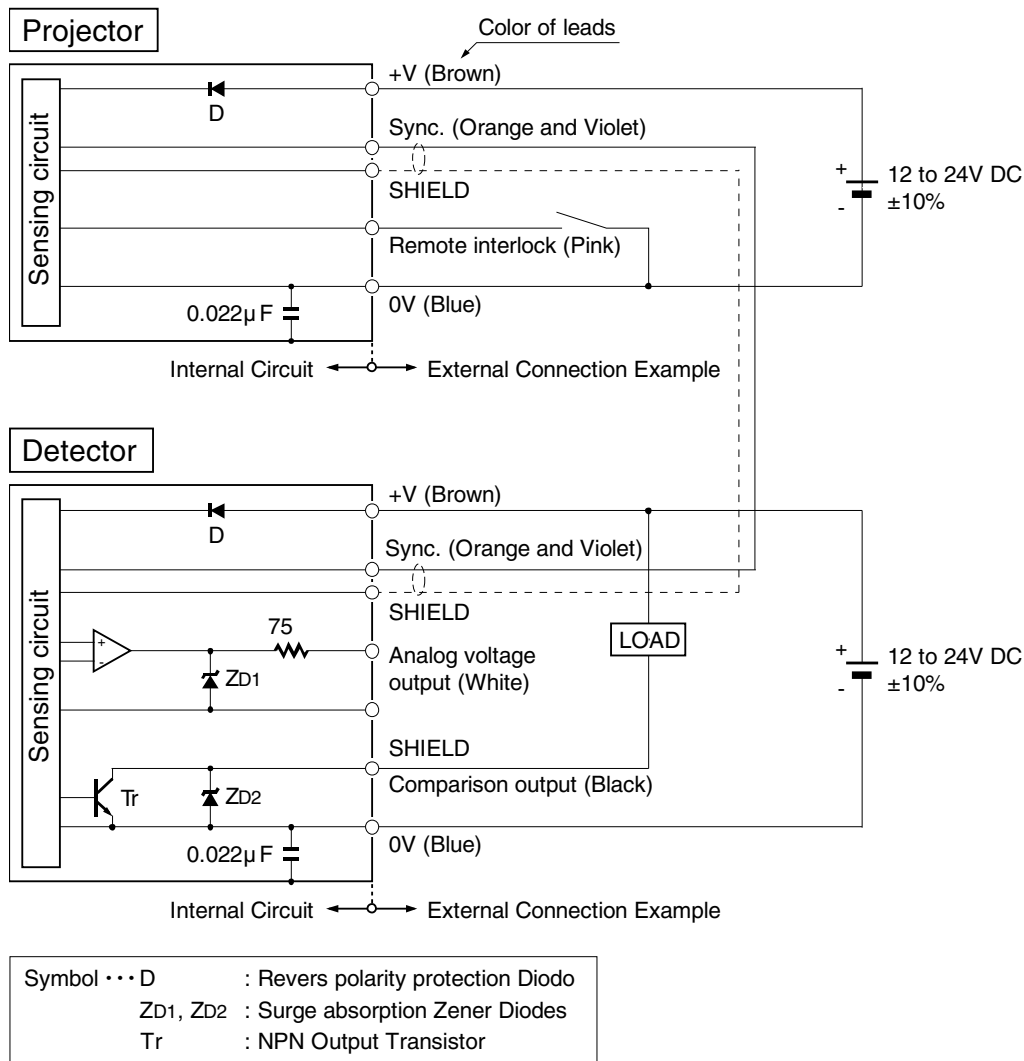 Projector
Color of leads
+V (Brown)
D
Sync. (Orange and Violet)
SHIELD
Sensing circuit
+
-
12 to 24V DC
±10%
Remote interlock (Pink)
0.022μF
0V (Blue)
Internal Circuit
External Connection Example
Detector
+V (Brown)
D
Sync. (Orange and Violet)
SHIELD
Sensing circuit
+
-
75
Analog voltage
output (White)
ZD1
LOAD
+
-
12 to 24V DC
±10%
SHIELD
Comparison output (Black)
Tr
ZD2
0.022μF
0V (Blue)
Internal Circuit
External Connection Example
Symbol ··· D : Revers polarity protection Diodo
ZD1, ZD2 : Surge absorption Zener Diodes
Tr : NPN Output Transistor